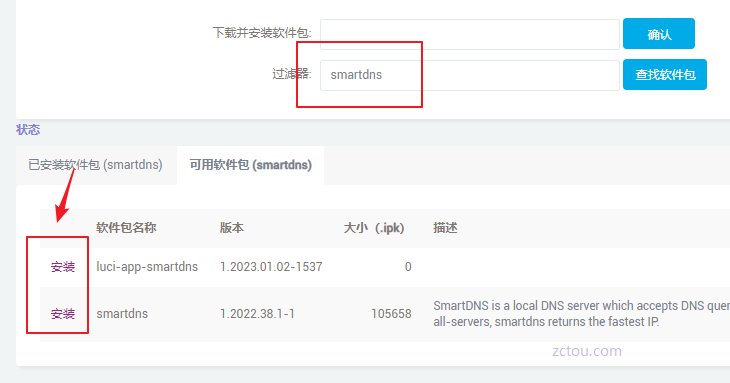 下载并安装软件包:
确认
过滤器:
smartdns
查找软件包
状态
已安装软件包 (smartdns)
可用软件包 (smartdns)
软件包名称 版本 大小（.ipk） 描述
安装 luci-app-smartdns 1.2023.01.02-1537 0
安装 smartdns 1.2022.38.1-1 105658 SmartDNS is a local DNS server which accepts DNS quer
all-servers, smartdns returns the fastest IP.
zctou.com